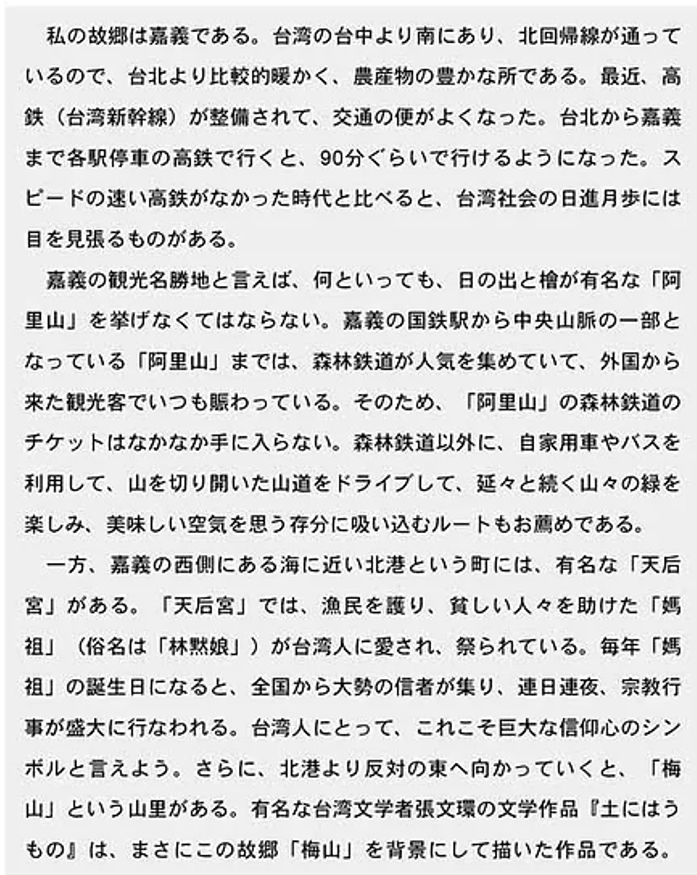 私の故郷は嘉義である。台湾の台中より南にあり、北回帰線が通って
いるので、台北より比較的暖かく、農産物の豊かな所である。最近、高
鉄（台湾新幹線）が整備されて、交通の便がよくなった。台北から嘉義
まで各駅停車の高鉄で行くと、90分ぐらいで行けるようになった。ス
ピードの速い高鉄がなかった時代と比べると、台湾社会の日進月歩には
目を見張るものがある。
　嘉義の観光名勝地と言えば、何といっても、日の出と檜が有名な「阿
里山」を挙げなくてはならない。嘉義の国鉄駅から中央山脈の一部と
なっている「阿里山」までは、森林鉄道が人気を集めていて、外国から
来た観光客でいつも賑わっている。そのため、「阿里山」の森林鉄道の
チケットはなかなか手に入らない。森林鉄道以外に、自家用車やバスを
利用して、山を切り開いた山道をドライブして、延々と続く山々の緑を
楽しみ、美味しい空気を思う存分に吸い込むルートもお薦めである。
　一方、嘉義の西側にある海に近い北港という町には、有名な「天后
宮」がある。「天后宮」では、漁民を護り、貧しい人々を助けた「媽
祖」（俗名は「林黙娘」）が台湾人に愛され、祭られている。毎年「媽
祖」の誕生日になると、全国から大勢の信者が集り、連日連夜、宗教行
事が盛大に行なわれる。台湾人にとって、これこそ巨大な信仰心のシン
ボルと言えよう。さらに、北港より反対の東へ向かっていくと、「梅
山」という山里がある。有名な台湾文学者張文環の文学作品『土にはう
もの』は、まさにこの故郷「梅山」を背景にして描いた作品である。